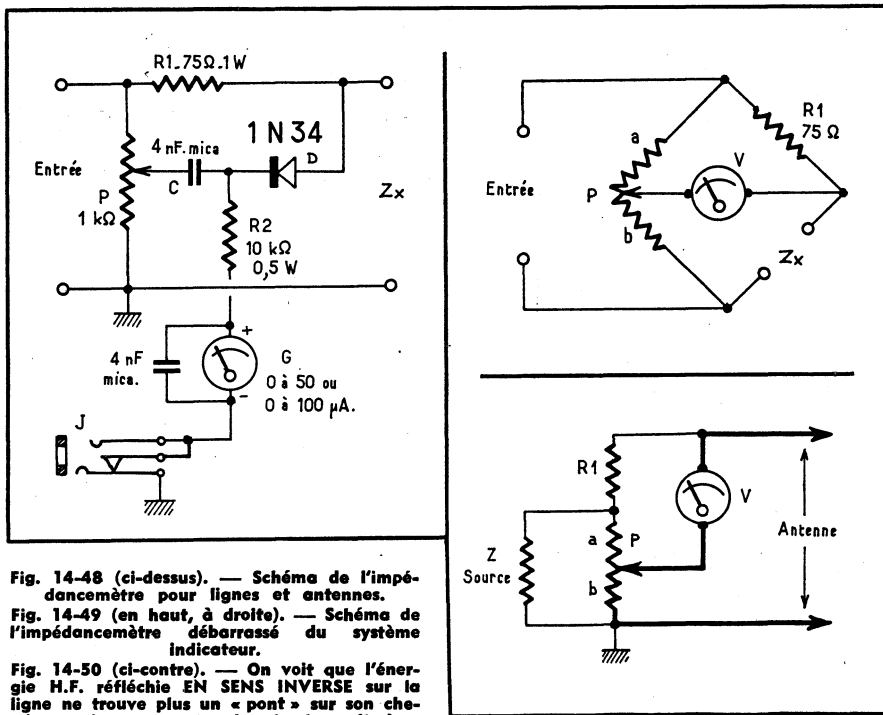 R1_75Ω_1W
4 nF. mica
1N34
D
Entrée
P
1 kΩ
C
Zx
R2
10 kΩ
0,5 W
+
4 nF
mica.
G
0 à 50 ou
0 à 100 µA.
-
J
R1
75 Ω
a
V
Entrée
P
b
Zx
R1
V
a
P
Z
Source
b
Antenne
Fig. 14-48 (ci-dessus). — Schéma de l'impé-
dancemètre pour lignes et antennes.
Fig. 14-49 (en haut, à droite). — Schéma de
l'impédancemètre débarrassé du système
indicateur.
Fig. 14-50 (ci-contre). — On voit que l'éner-
gie H.F. réfléchie EN SENS INVERSE sur la
ligne ne trouve plus un « pont » sur son che-